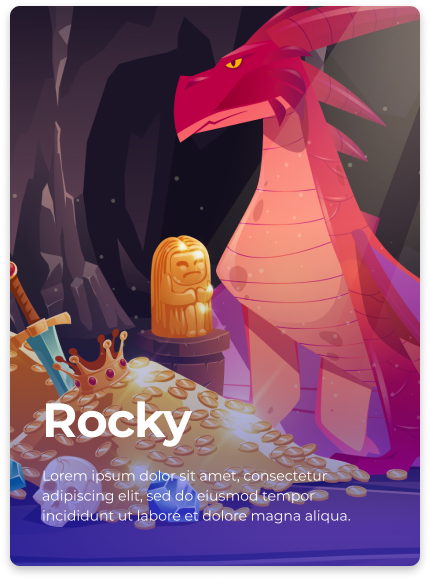 Rocky
Lorem ipsum dolor sit amet, consectetur
adipiscing elit, sed do eiusmod tempor
incididunt ut labore et dolore magna aliqua.